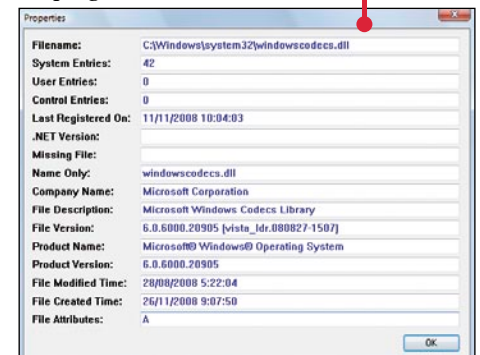 Properties
Filename: C:\Windows\system32\windowscodecs.dll
System Entries: 42
User Entries: 0
Control Entries: 0
Last Registered On: 11/11/2008 10:04:03
.NET Version:
Missing File:
Name Only: windowscodecs.dll
Company Name: Microsoft Corporation
File Description: Microsoft Windows Codecs Library
File Version: 6.0.6000.20905 (vista_ldr.080827-1507)
Product Name: Microsoft® Windows® Operating System
Product Version: 6.0.6000.20905
File Modified Time: 28/08/2008 5:22:04
File Created Time: 26/11/2008 9:07:50
File Attributes: A
OK